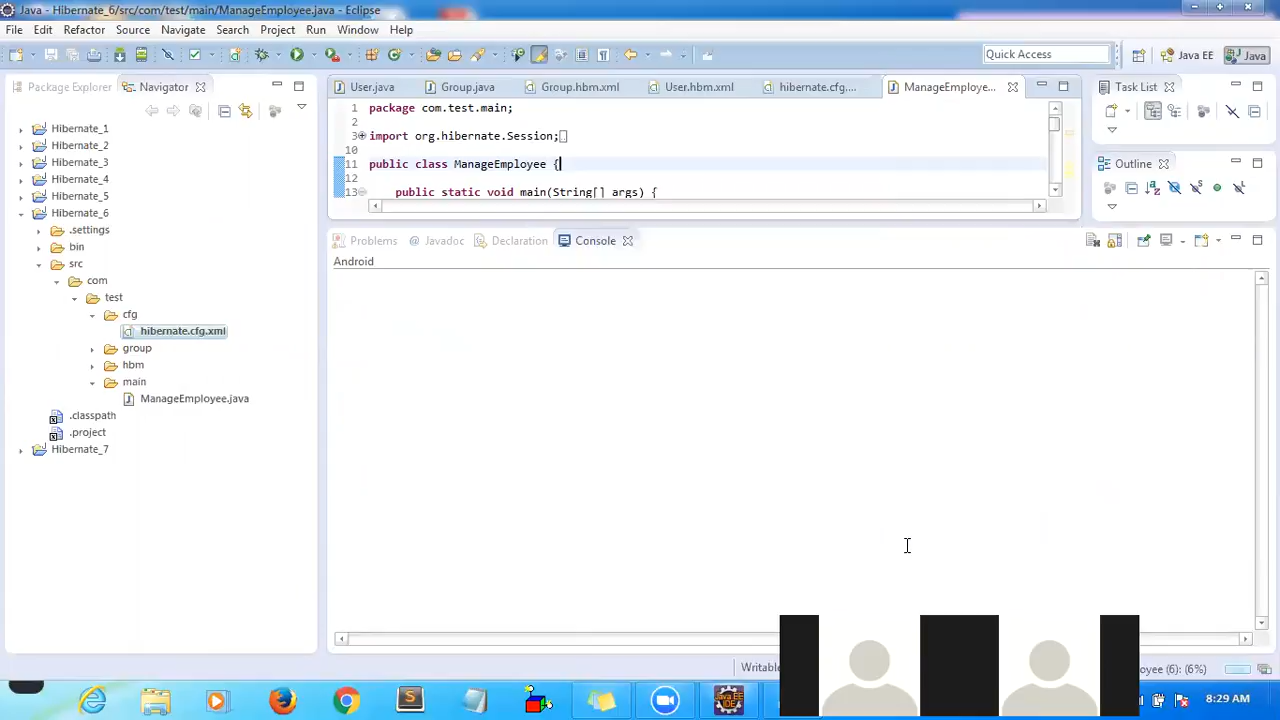 Java - Hibernate_6/src/com/test/main/ManageEmployee.java - Eclipse
File Edit Refactor Source Navigate Search Project Run Window Help
Quick Access
Java EE
Java
Package Explorer
Navigator
Hibernate_1
Hibernate_2
Hibernate_3
Hibernate_4
Hibernate_5
Hibernate_6
.settings
bin
src
com
test
cfg
hibernate.cfg.xml
group
hbm
main
ManageEmployee.java
.classpath
.project
Hibernate_7
User.java
Group.java
Group.hbm.xml
User.hbm.xml
hibernate.cfg....
ManageEmploye...
1 package com.test.main;
2
3 import org.hibernate.Session;
10
11 public class ManageEmployee {
12
13 public static void main(String[] args) {
Task List
Outline
Problems
Javadoc
Declaration
Console
Android
Writable
yee (6): (6%)
Java EE
IDE
8:29 AM